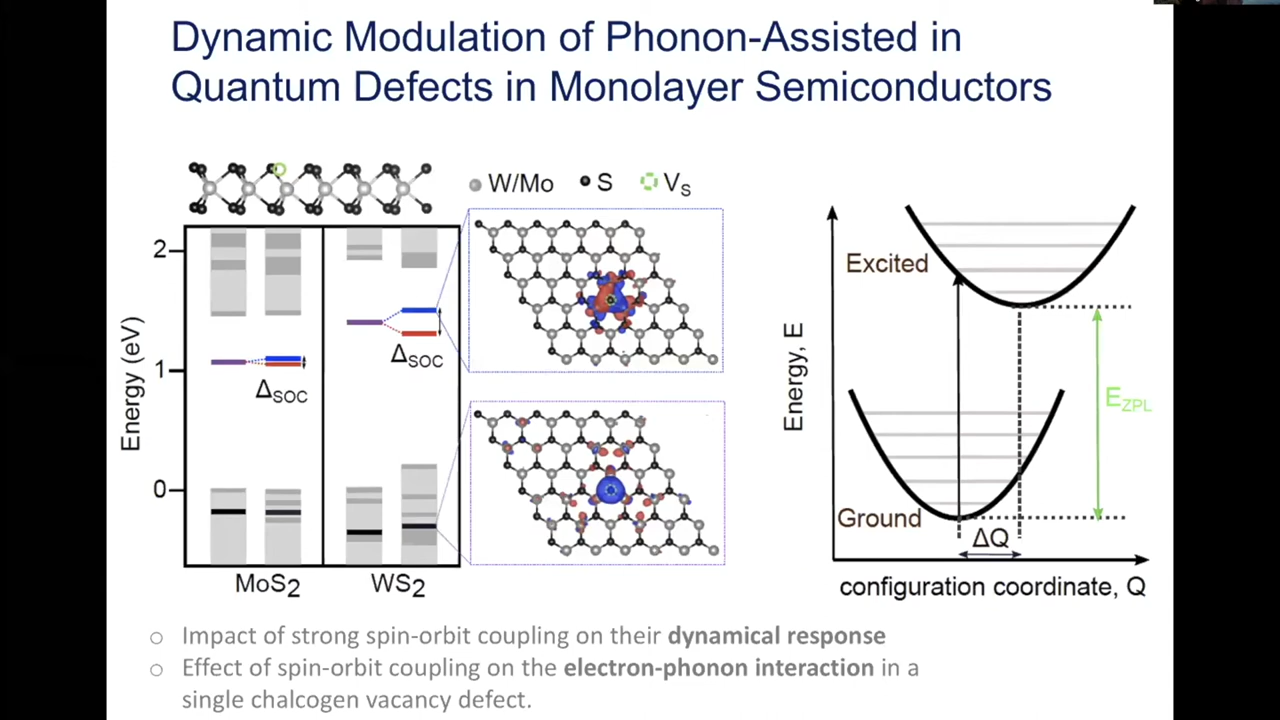 Dynamic Modulation of Phonon-Assisted in
Quantum Defects in Monolayer Semiconductors
W/Mo S V_S
Energy (eV)
2
1
0
Δ_SOC
Δ_SOC
MoS₂ WS₂
Energy, E
Excited
Ground
E_ZPL
ΔQ
configuration coordinate, Q
○ Impact of strong spin-orbit coupling on their dynamical response
○ Effect of spin-orbit coupling on the electron-phonon interaction in a
single chalcogen vacancy defect.